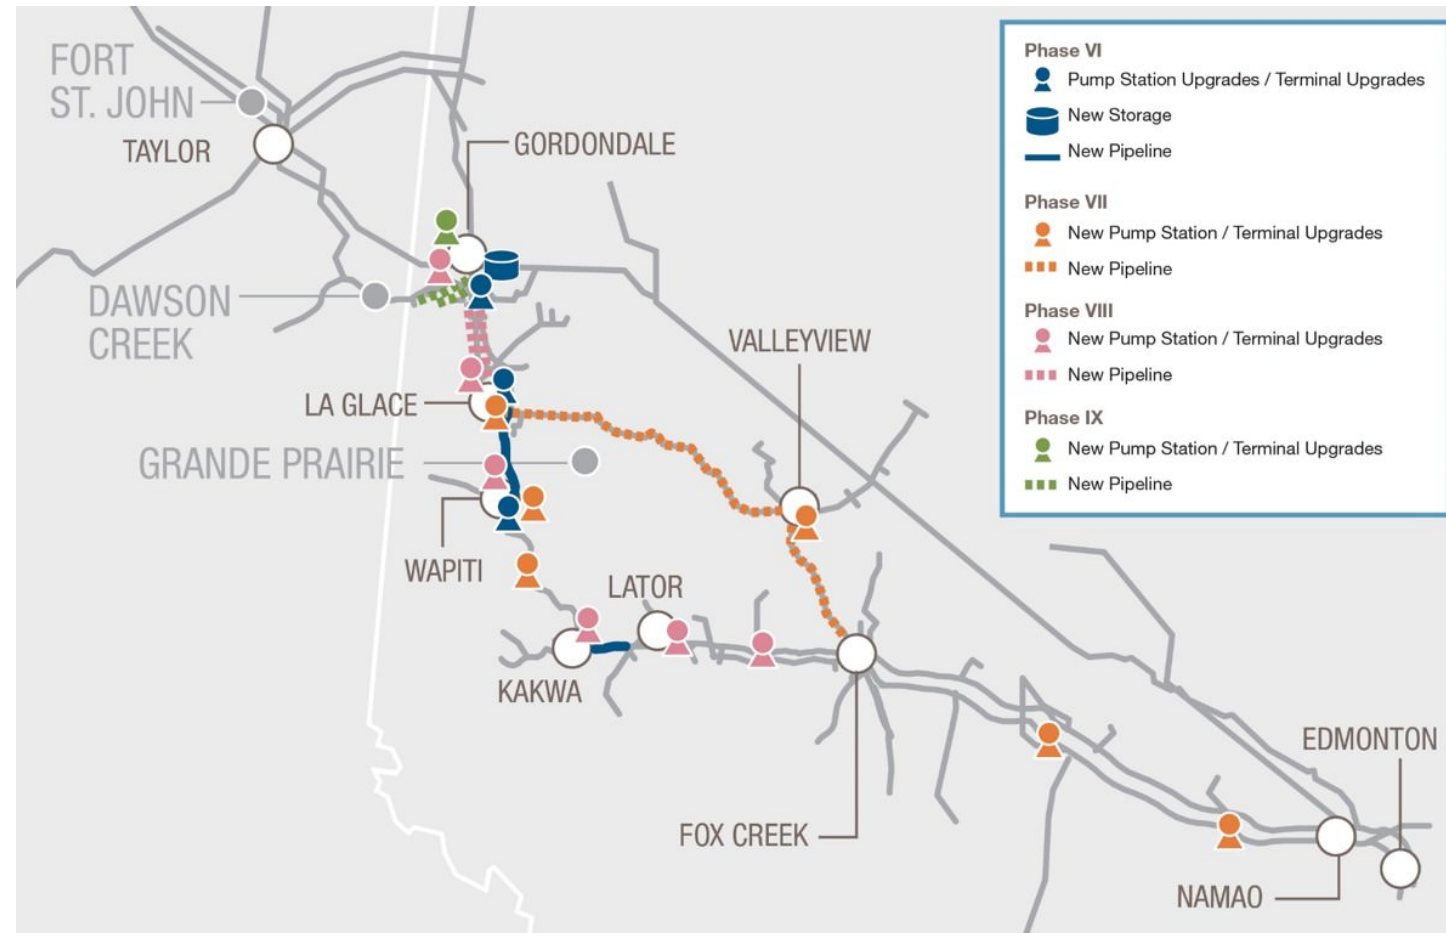 FORT
ST. JOHN
TAYLOR
GORDONDALE
DAWSON
CREEK
VALLEYVIEW
LA GLACE
GRANDE PRAIRIE
WAPITI
LATOR
KAKWA
FOX CREEK
EDMONTON
NAMAO
Phase VI
Pump Station Upgrades / Terminal Upgrades
New Storage
New Pipeline
Phase VII
New Pump Station / Terminal Upgrades
New Pipeline
Phase VIII
New Pump Station / Terminal Upgrades
New Pipeline
Phase IX
New Pump Station / Terminal Upgrades
New Pipeline